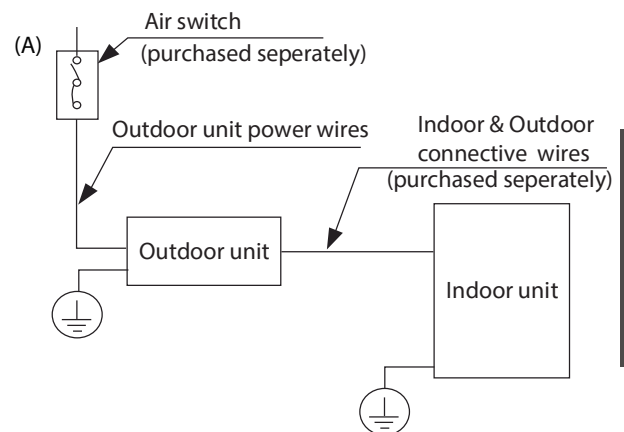 (A)
Air switch
(purchased seperately)
Outdoor unit power wires
Indoor & Outdoor
connective wires
(purchased seperately)
Outdoor unit
Indoor unit